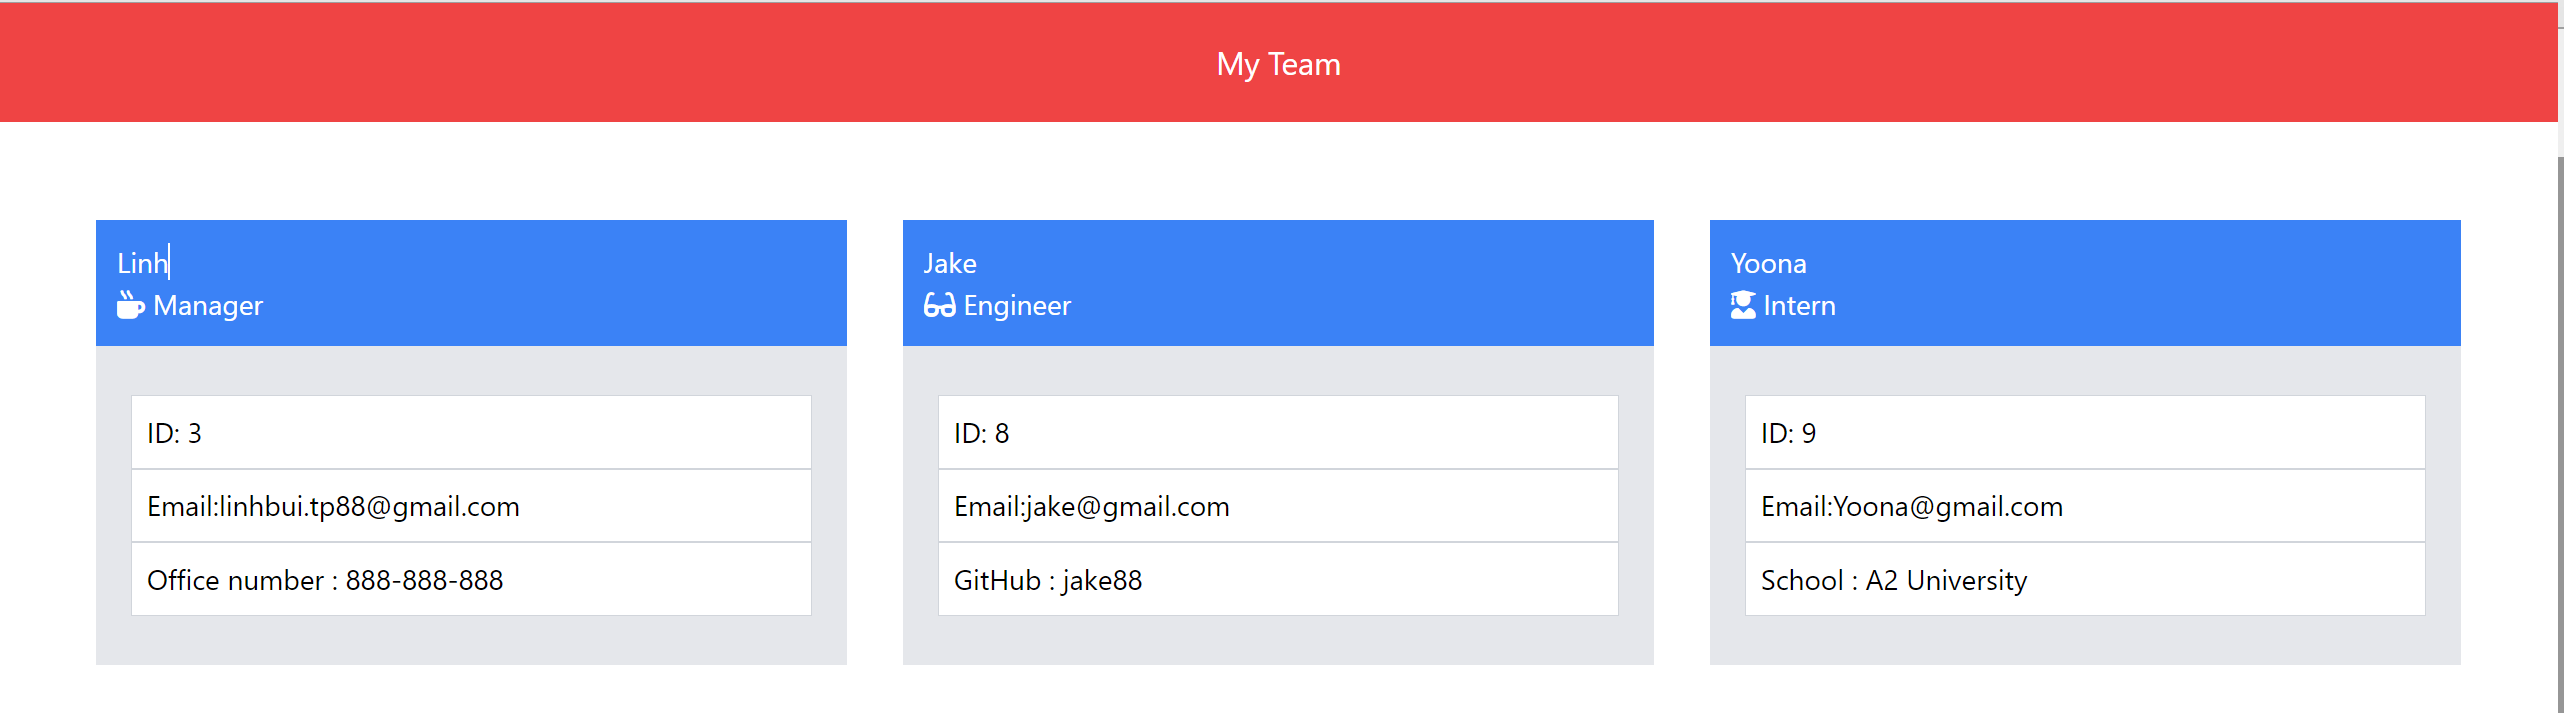 My Team
Linh
Manager
ID: 3
Email:linhbui.tp88@gmail.com
Office number : 888-888-888
Jake
Engineer
ID: 8
Email:jake@gmail.com
GitHub : jake88
Yoona
Intern
ID: 9
Email:Yoona@gmail.com
School : A2 University